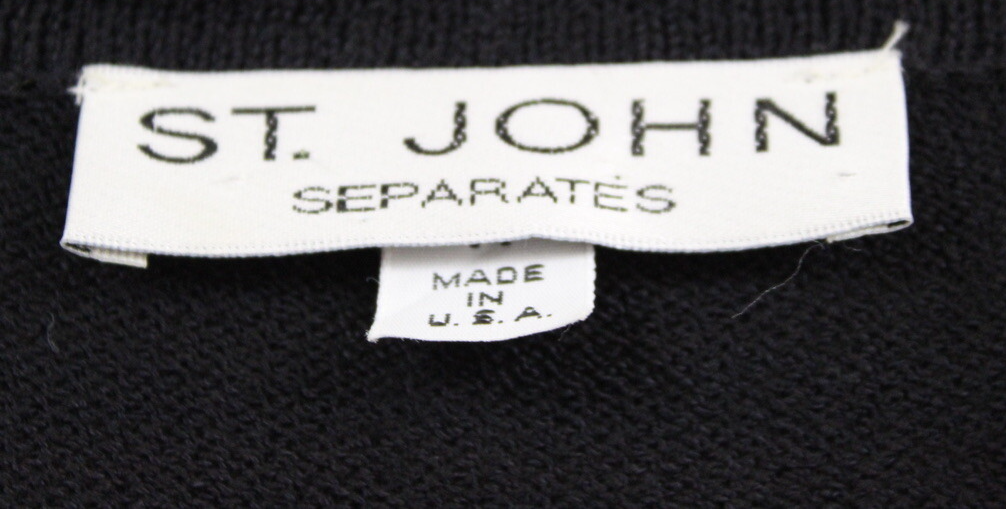 ST. JOHN
SEPARATES
MADE
IN
U.S.A.